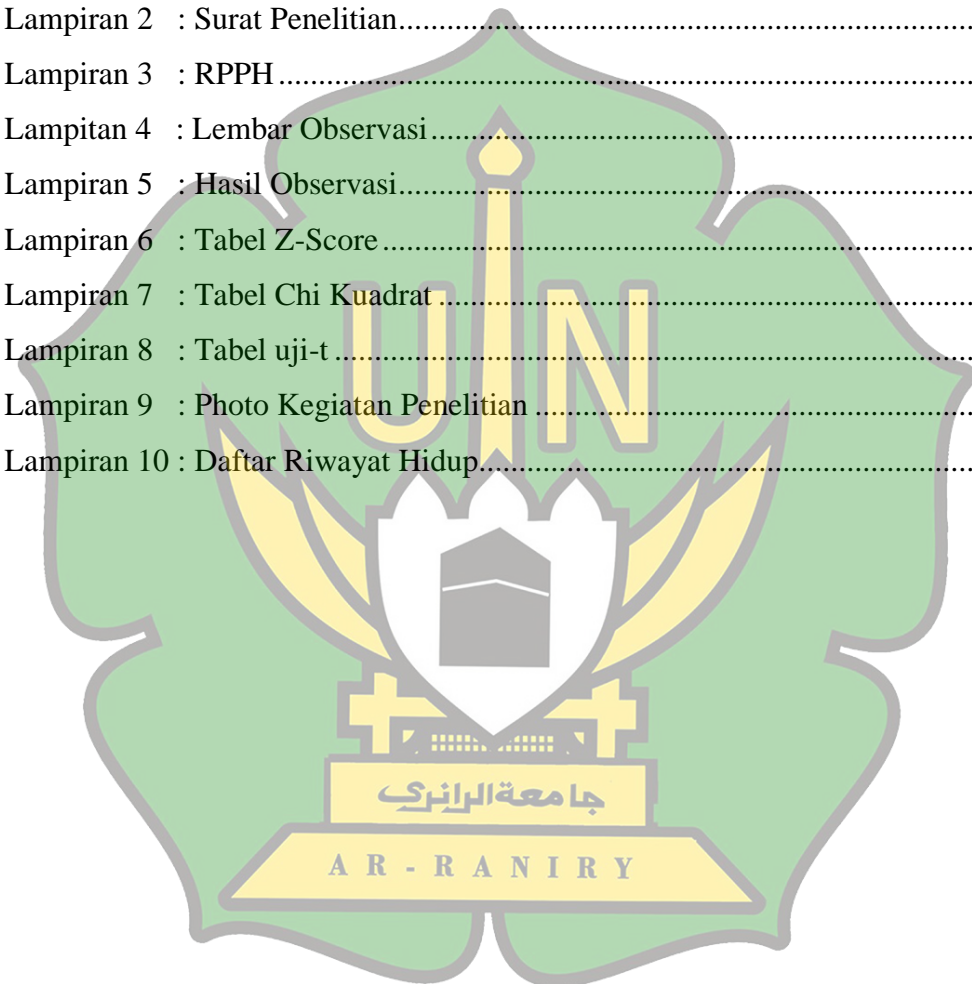 Lampiran 2 : Surat Penelitian........................................................................
Lampiran 3 : RPPH........................................................................................
Lampitan 4 : Lembar Observasi....................................................................
Lampiran 5 : Hasil Observasi........................................................................
Lampiran 6 : Tabel Z-Score..........................................................................
Lampiran 7 : Tabel Chi Kuadrat...................................................................
Lampiran 8 : Tabel uji-t................................................................................
Lampiran 9 : Photo Kegiatan Penelitian.......................................................
Lampiran 10 : Daftar Riwayat Hidup..............................................................
UIN
جامعة الرانري
AR-RANIRY